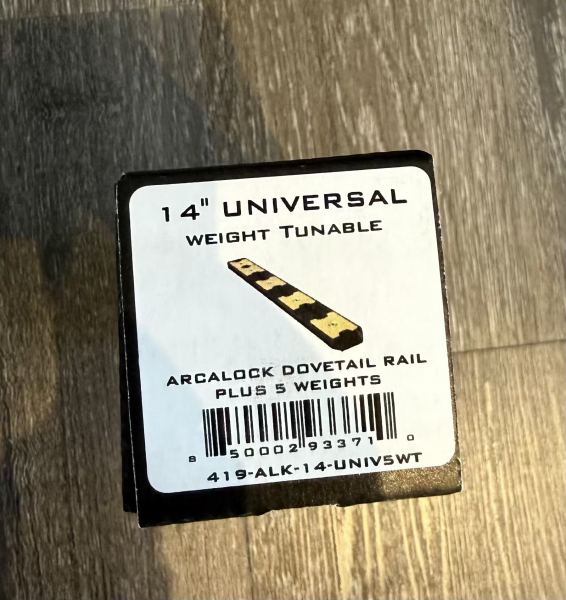 14" UNIVERSAL
WEIGHT TUNABLE
ARCALOCK DOVETAIL RAIL
PLUS 5 WEIGHTS
8 50002 93371 0
419-ALK-14-UNIV5WT